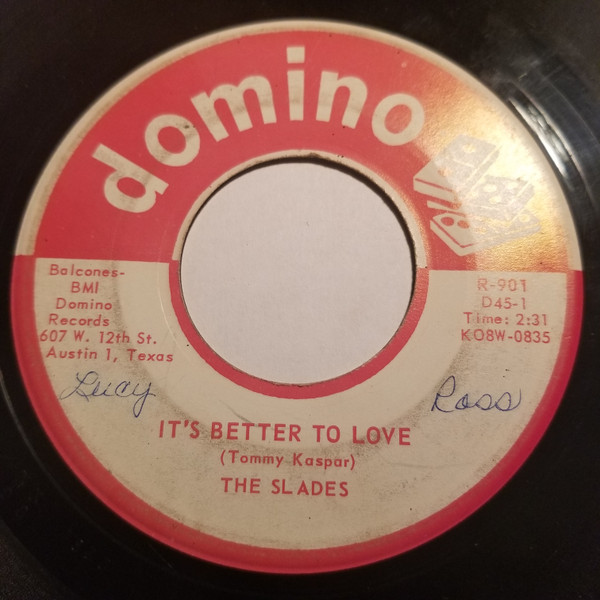 domino
Balcones-
BMI
Domino
Records
607 W. 12th St.
Austin 1, Texas
R-901
D45-1
Time: 2:31
KO8W-0835
Lucy Ross
IT'S BETTER TO LOVE
(Tommy Kaspar)
THE SLADES